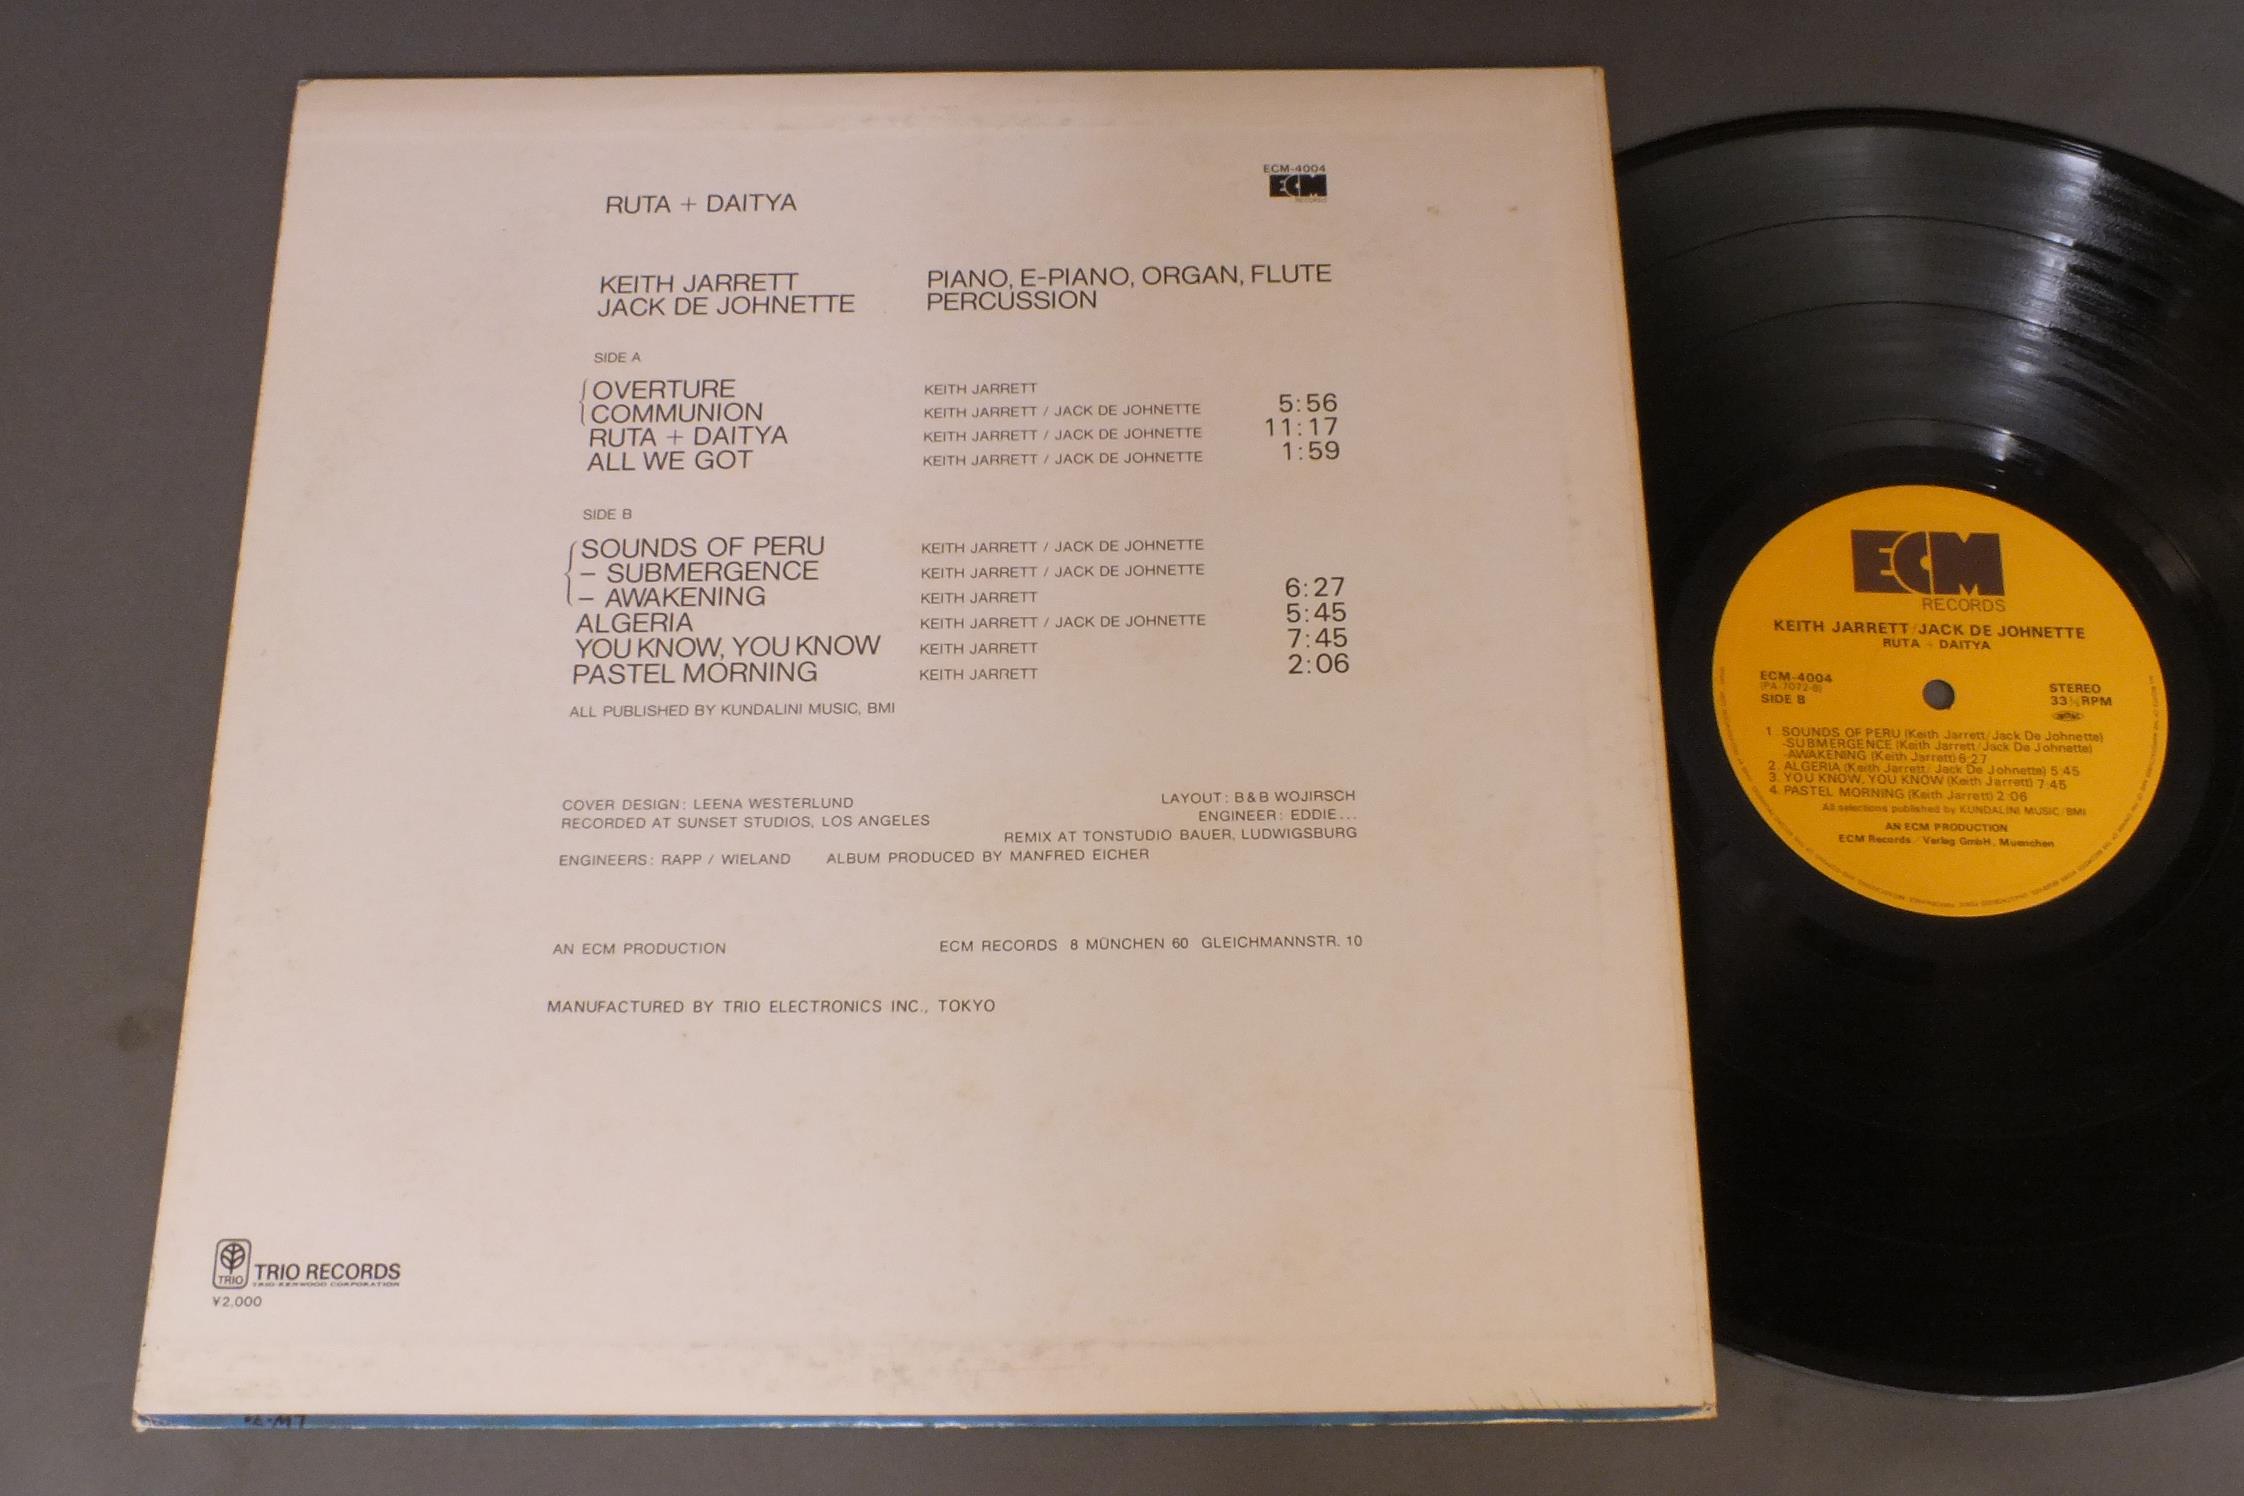 RUTA + DAITYA
ECM-4004
ECM
RECORDS
KEITH JARRETT PIANO, E-PIANO, ORGAN, FLUTE
JACK DE JOHNETTE PERCUSSION
SIDE A
OVERTURE KEITH JARRETT
COMMUNION KEITH JARRETT / JACK DE JOHNETTE 5:56
RUTA + DAITYA KEITH JARRETT / JACK DE JOHNETTE 11:17
ALL WE GOT KEITH JARRETT / JACK DE JOHNETTE 1:59
SIDE B
SOUNDS OF PERU KEITH JARRETT / JACK DE JOHNETTE
– SUBMERGENCE KEITH JARRETT / JACK DE JOHNETTE
– AWAKENING KEITH JARRETT 6:27
ALGERIA KEITH JARRETT / JACK DE JOHNETTE 5:45
YOU KNOW, YOU KNOW KEITH JARRETT 7:45
PASTEL MORNING KEITH JARRETT 2:06
ALL PUBLISHED BY KUNDALINI MUSIC, BMI
COVER DESIGN: LEENA WESTERLUND LAYOUT: B & B WOJIRSCH
RECORDED AT SUNSET STUDIOS, LOS ANGELES ENGINEER: EDDIE...
REMIX AT TONSTUDIO BAUER, LUDWIGSBURG
ENGINEERS: RAPP / WIELAND ALBUM PRODUCED BY MANFRED EICHER
AN ECM PRODUCTION ECM RECORDS 8 MÜNCHEN 60 GLEICHMANNSTR. 10
MANUFACTURED BY TRIO ELECTRONICS INC., TOKYO
TRIO
TRIO RECORDS
TRIO KENWOOD CORPORATION
¥2,000
ECM
RECORDS
KEITH JARRETT/JACK DE JOHNETTE
RUTA + DAITYA
ECM-4004
(PA-7072-B)
SIDE B
STEREO
33⅓RPM
1. SOUNDS OF PERU (Keith Jarrett/Jack De Johnette)
-SUBMERGENCE (Keith Jarrett/Jack De Johnette)
-AWAKENING (Keith Jarrett) 6:27
2. ALGERIA (Keith Jarrett/Jack De Johnette) 5:45
3. YOU KNOW, YOU KNOW (Keith Jarrett) 7:45
4. PASTEL MORNING (Keith Jarrett) 2:06
All selections published by KUNDALINI MUSIC/BMI
AN ECM PRODUCTION
ECM Records / Verlag GmbH, Muenchen